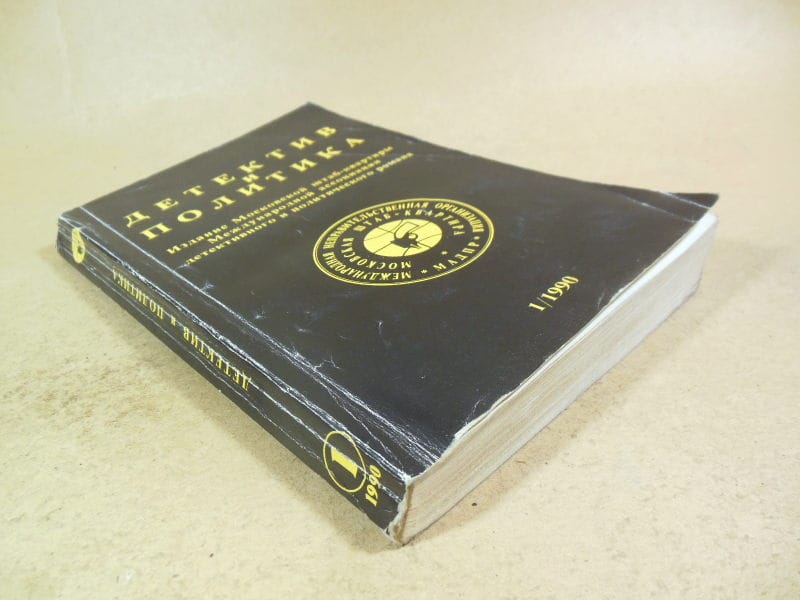 ДЕТЕКТИВ
И
ПОЛИТИКА
Издание Московской штаб-квартиры
Международной ассоциации
детективного и политического романа
МЕЖДУНАРОДНАЯ НЕПРАВИТЕЛЬСТВЕННАЯ ОРГАНИЗАЦИЯ
* МАДПР *
МОСКОВСКАЯ ШТАБ-КВАРТИРА
1/1990
ДЕТЕКТИВ и ПОЛИТИКА
1
1990